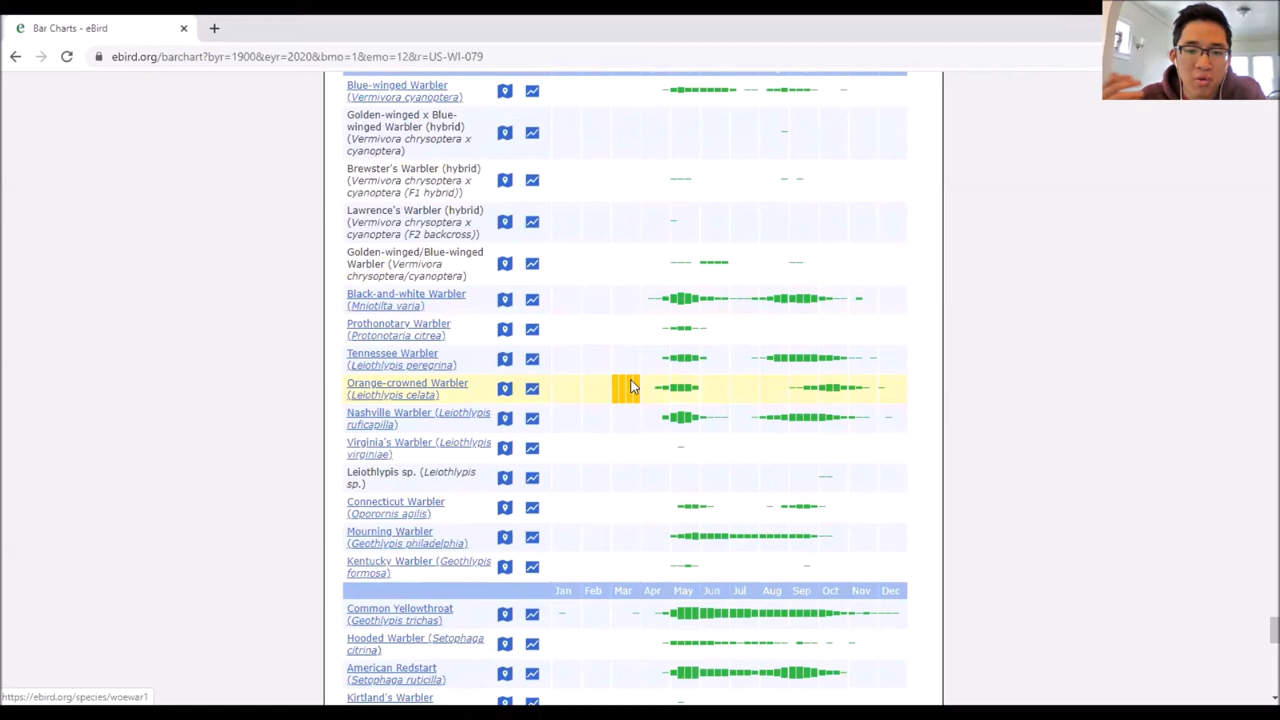 Bar Charts - eBird
ebird.org/barchart?byr=1900&eyr=2020&bmo=1&emo=12&r=US-WI-079
Blue-winged Warbler
(Vermivora cyanoptera)
Golden-winged x Blue-
winged Warbler (hybrid)
(Vermivora chrysoptera x
cyanoptera)
Brewster's Warbler (hybrid)
(Vermivora chrysoptera x
cyanoptera (F1 hybrid))
Lawrence's Warbler (hybrid)
(Vermivora chrysoptera x
cyanoptera (F2 backcross))
Golden-winged/Blue-winged
Warbler (Vermivora
chrysoptera/cyanoptera)
Black-and-white Warbler
(Mniotilta varia)
Prothonotary Warbler
(Protonotaria citrea)
Tennessee Warbler
(Leiothlypis peregrina)
Orange-crowned Warbler
(Leiothlypis celata)
Nashville Warbler (Leiothlypis
ruficapilla)
Virginia's Warbler (Leiothlypis
virginiae)
Leiothlypis sp. (Leiothlypis
sp.)
Connecticut Warbler
(Oporornis agilis)
Mourning Warbler
(Geothlypis philadelphia)
Kentucky Warbler (Geothlypis
formosa)
Jan Feb Mar Apr May Jun Jul Aug Sep Oct Nov Dec
Common Yellowthroat
(Geothlypis trichas)
Hooded Warbler (Setophaga
citrina)
American Redstart
(Setophaga ruticilla)
Kirtland's Warbler
https://ebird.org/species/woewar1